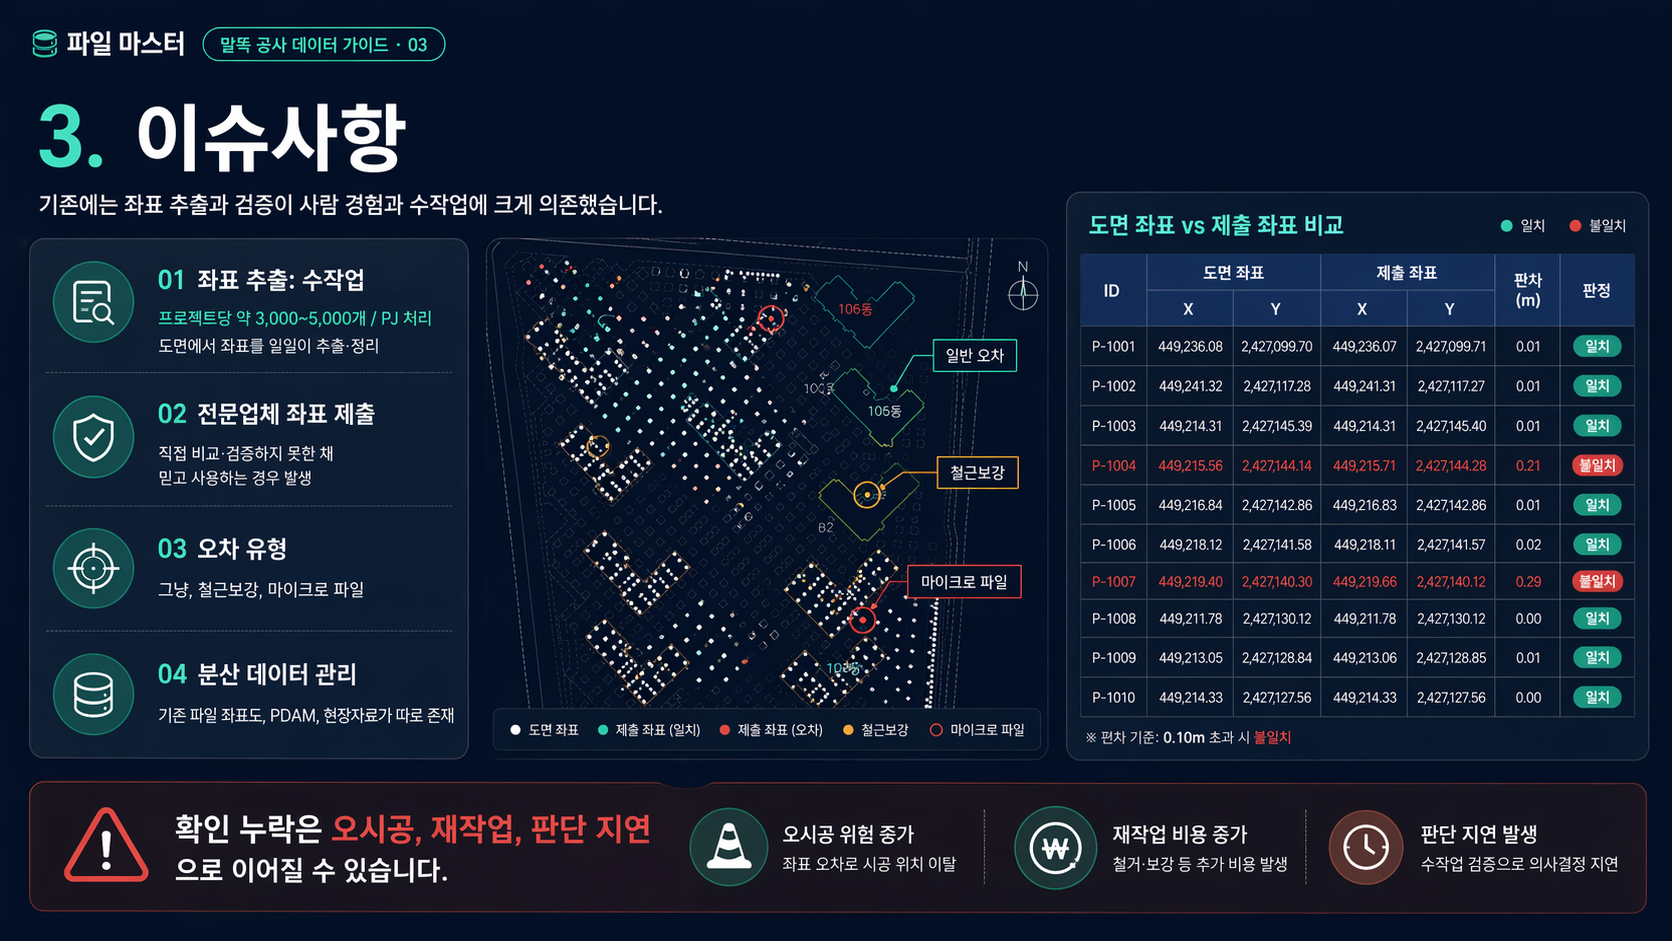 파일 마스터
말뚝 공사 데이터 가이드 · 03
3. 이슈사항
기존에는 좌표 추출과 검증이 사람 경험과 수작업에 크게 의존했습니다.
01 좌표 추출: 수작업
프로젝트당 약 3,000~5,000개 / PJ 처리
도면에서 좌표를 일일이 추출·정리
02 전문업체 좌표 제출
직접 비교·검증하지 못한 채
믿고 사용하는 경우 발생
03 오차 유형
그냥, 철근보강, 마이크로 파일
04 분산 데이터 관리
기존 파일 좌표도, PDAM, 현장자료가 따로 존재
N
106동
일반 오차
105동
철근보강
B2
마이크로 파일
도면 좌표
제출 좌표 (일치)
제출 좌표 (오차)
철근보강
마이크로 파일
도면 좌표 vs 제출 좌표 비교
일치
불일치
ID 도면 좌표 제출 좌표 판차 (m) 판정
X Y X Y
P-1001 449,236.08 2,427,099.70 449,236.07 2,427,099.71 0.01 일치
P-1002 449,241.32 2,427,117.28 449,241.31 2,427,117.27 0.01 일치
P-1003 449,214.31 2,427,145.39 449,214.31 2,427,145.40 0.01 일치
P-1004 449,215.56 2,427,144.14 449,215.71 2,427,144.28 0.21 불일치
P-1005 449,216.84 2,427,142.86 449,216.83 2,427,142.86 0.01 일치
P-1006 449,218.12 2,427,141.58 449,218.11 2,427,141.57 0.02 일치
P-1007 449,219.40 2,427,140.30 449,219.66 2,427,140.12 0.29 불일치
P-1008 449,211.78 2,427,130.12 449,211.78 2,427,130.12 0.00 일치
P-1009 449,213.05 2,427,128.84 449,213.06 2,427,128.85 0.01 일치
P-1010 449,214.33 2,427,127.56 449,214.33 2,427,127.56 0.00 일치
※ 편차 기준: 0.10m 초과 시 불일치
확인 누락은 오시공, 재작업, 판단 지연
으로 이어질 수 있습니다.
오시공 위험 증가
좌표 오차로 시공 위치 이탈
재작업 비용 증가
철거·보강 등 추가 비용 발생
판단 지연 발생
수작업 검증으로 의사결정 지연